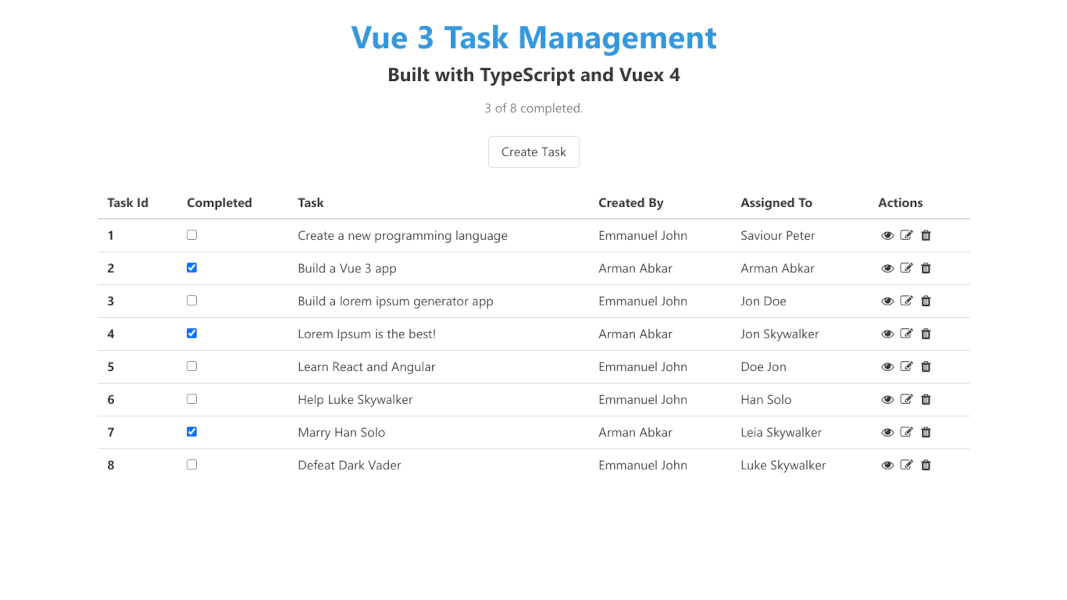 Vue 3 Task Management
Built with TypeScript and Vuex 4
3 of 8 completed.
Create Task
Task Id Completed Task Created By Assigned To Actions
1 Create a new programming language Emmanuel John Saviour Peter
2 Build a Vue 3 app Arman Abkar Arman Abkar
3 Build a lorem ipsum generator app Emmanuel John Jon Doe
4 Lorem Ipsum is the best! Arman Abkar Jon Skywalker
5 Learn React and Angular Emmanuel John Doe Jon
6 Help Luke Skywalker Emmanuel John Han Solo
7 Marry Han Solo Arman Abkar Leia Skywalker
8 Defeat Dark Vader Emmanuel John Luke Skywalker